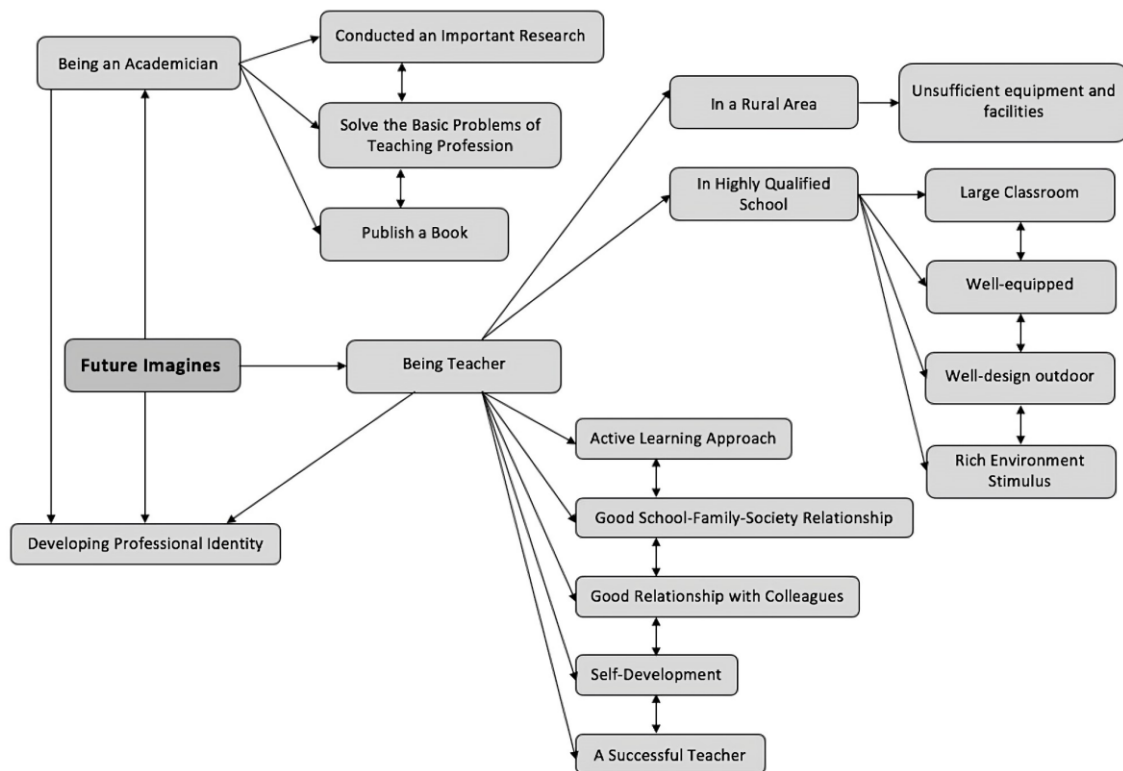 Being an Academician
Conducted an Important Research
Solve the Basic Problems of
Teaching Profession
Publish a Book
In a Rural Area
Unsufficient equipment and
facilities
In Highly Qualified
School
Large Classroom
Well-equipped
Well-design outdoor
Rich Environment
Stimulus
Future Imagines
Being Teacher
Active Learning Approach
Good School-Family-Society Relationship
Good Relationship with Colleagues
Self-Development
A Successful Teacher
Developing Professional Identity